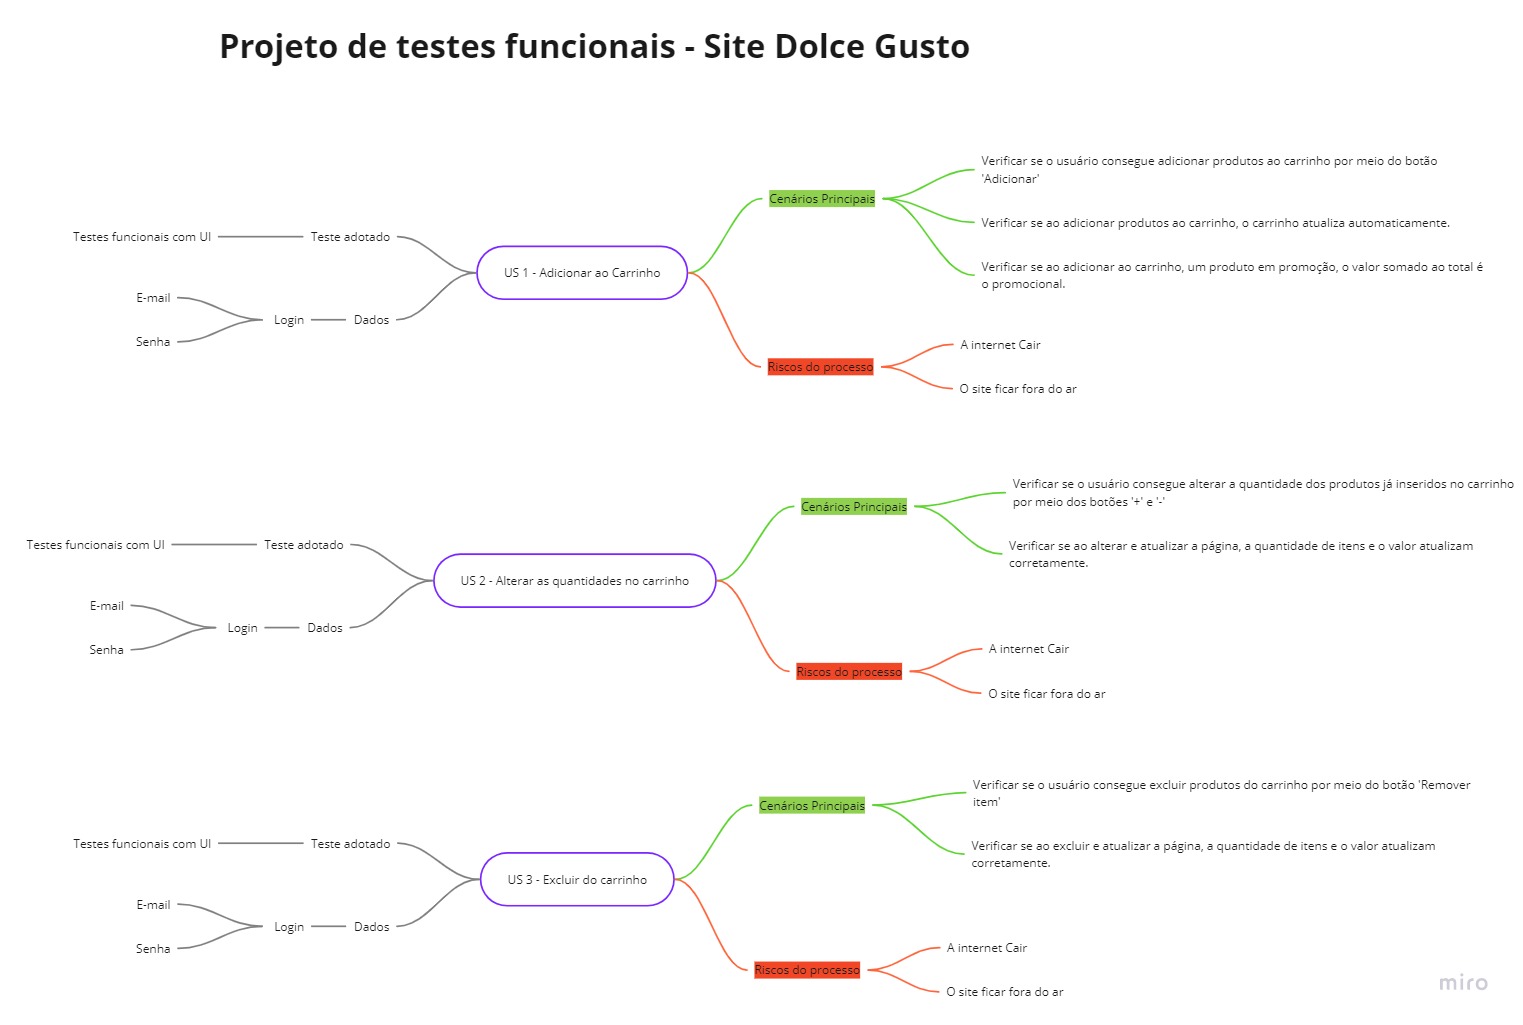 Projeto de testes funcionais - Site Dolce Gusto
Testes funcionais com UI
Teste adotado
E-mail
Senha
Login
Dados
US 1 - Adicionar ao Carrinho
Cenários Principais
Verificar se o usuário consegue adicionar produtos ao carrinho por meio do botão
'Adicionar'
Verificar se ao adicionar produtos ao carrinho, o carrinho atualiza automaticamente.
Verificar se ao adicionar ao carrinho, um produto em promoção, o valor somado ao total é
o promocional.
Riscos do processo
A internet Cair
O site ficar fora do ar
Testes funcionais com UI
Teste adotado
E-mail
Senha
Login
Dados
US 2 - Alterar as quantidades no carrinho
Cenários Principais
Verificar se o usuário consegue alterar a quantidade dos produtos já inseridos no carrinho
por meio dos botões '+' e '-'
Verificar se ao alterar e atualizar a página, a quantidade de itens e o valor atualizam
corretamente.
Riscos do processo
A internet Cair
O site ficar fora do ar
Testes funcionais com UI
Teste adotado
E-mail
Senha
Login
Dados
US 3 - Excluir do carrinho
Cenários Principais
Verificar se o usuário consegue excluir produtos do carrinho por meio do botão 'Remover
item'
Verificar se ao excluir e atualizar a página, a quantidade de itens e o valor atualizam
corretamente.
Riscos do processo
A internet Cair
O site ficar fora do ar
miro